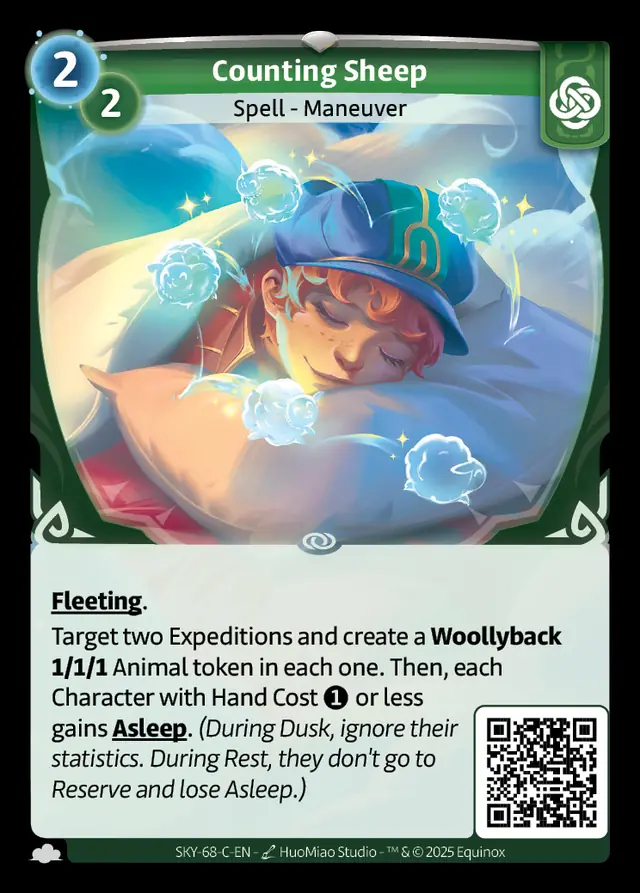 2
2
Counting Sheep
Spell - Maneuver
Fleeting.
Target two Expeditions and create a Woollyback
1/1/1 Animal token in each one. Then, each
Character with Hand Cost 1 or less
gains Asleep. (During Dusk, ignore their
statistics. During Rest, they don't go to
Reserve and lose Asleep.)
SKY-68-C-EN - HuoMiao Studio - ™ & © 2025 Equinox